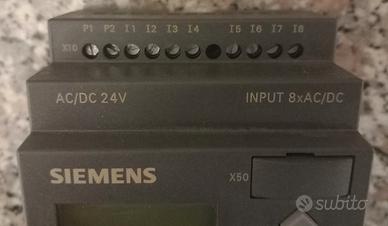 P1 P2 I1 I2 I3 I4 I5 I6 I7 I8
X10
AC/DC 24V INPUT 8xAC/DC
SIEMENS X50
subito